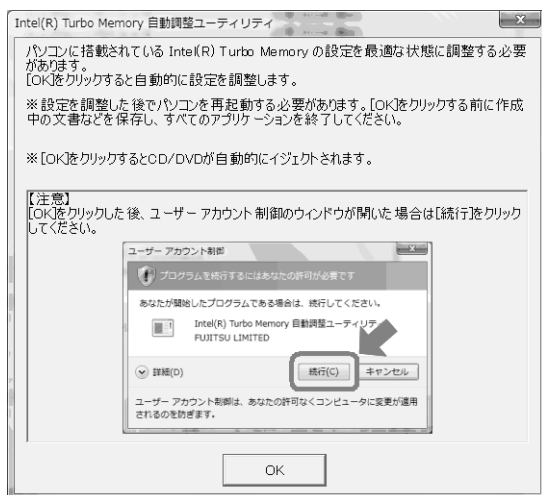 Intel(R) Turbo Memory 自動調整ユーティリティ
パソコンに搭載されている Intel(R) Turbo Memory の設定を最適な状態に調整する必要
があります。
[OK]をクリックすると自動的に設定を調整します。
※設定を調整した後でパソコンを再起動する必要があります。[OK]をクリックする前に作成
中の文書などを保存し、すべてのアプリケーションを終了してください。
※[OK]をクリックするとCD/DVDが自動的にイジェクトされます。
【注意】
[OK]をクリックした後、ユーザー アカウント制御のウィンドウが開いた場合は[続行]をクリック
してください。
ユーザー アカウント制御
プログラムを続行するにはあなたの許可が必要です
あなたが開始したプログラムである場合は、続行してください。
Intel(R) Turbo Memory 自動調整ユーティリテ
FUJITSU LIMITED
詳細(D)
続行(C)
キャンセル
ユーザー アカウント制御は、あなたの許可なくコンピュータに変更が適用
されるのを防ぎます。
OK